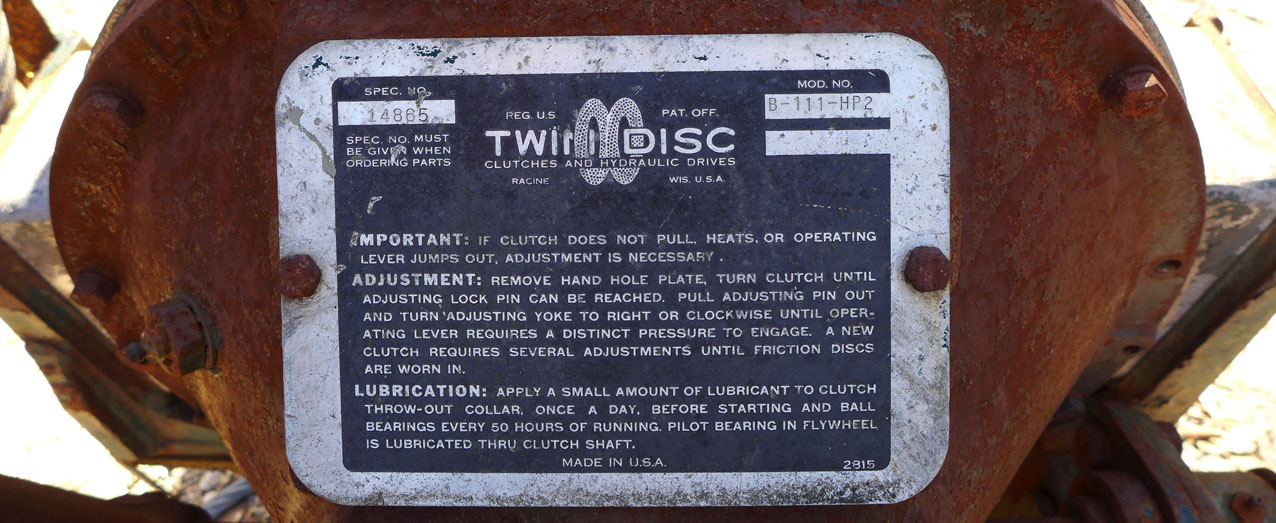 SPEC. NO.
14865
SPEC. NO. MUST
BE GIVEN WHEN
ORDERING PARTS
REG. U.S. PAT. OFF.
TWIN DISC
CLUTCHES AND HYDRAULIC DRIVES
RACINE WIS. U.S.A.
MOD. NO.
B-111-HP2
IMPORTANT: IF CLUTCH DOES NOT PULL, HEATS, OR OPERATING
LEVER JUMPS OUT, ADJUSTMENT IS NECESSARY.
ADJUSTMENT: REMOVE HAND HOLE PLATE, TURN CLUTCH UNTIL
ADJUSTING LOCK PIN CAN BE REACHED. PULL ADJUSTING PIN OUT
AND TURN ADJUSTING YOKE TO RIGHT OR CLOCKWISE UNTIL OPER-
ATING LEVER REQUIRES A DISTINCT PRESSURE TO ENGAGE. A NEW
CLUTCH REQUIRES SEVERAL ADJUSTMENTS UNTIL FRICTION DISCS
ARE WORN IN.
LUBRICATION: APPLY A SMALL AMOUNT OF LUBRICANT TO CLUTCH
THROW-OUT COLLAR, ONCE A DAY, BEFORE STARTING AND BALL
BEARINGS EVERY 50 HOURS OF RUNNING. PILOT BEARING IN FLYWHEEL
IS LUBRICATED THRU CLUTCH SHAFT.
MADE IN U.S.A.
2815